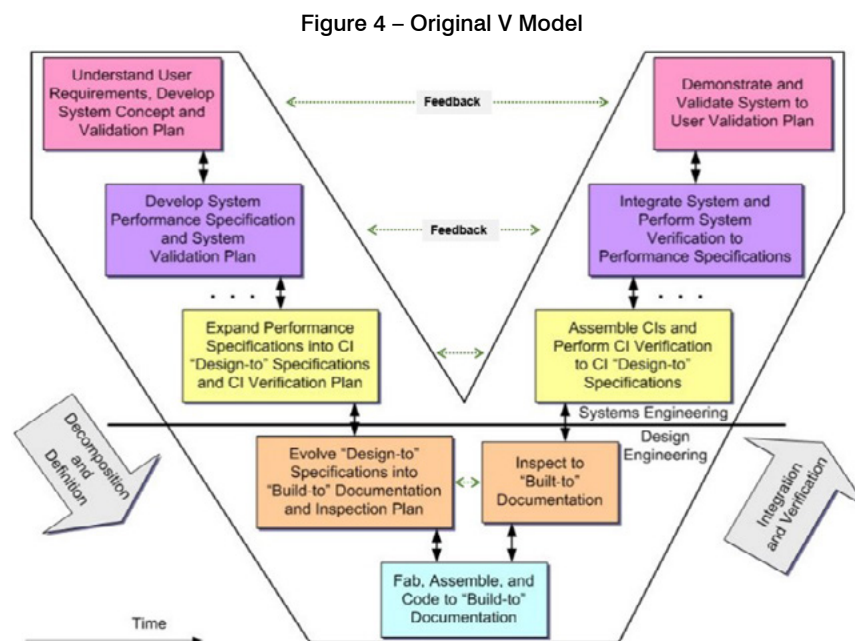 Figure 4 – Original V Model
Understand User
Requirements, Develop
System Concept and
Validation Plan
Feedback
Demonstrate and
Validate System to
User Validation Plan
Develop System
Performance Specification
and System
Validation Plan
Feedback
Integrate System and
Perform System
Verification to
Performance Specifications
. . .
. . .
Expand Performance
Specifications into CI
“Design-to” Specifications
and CI Verification Plan
Assemble CIs and
Perform CI Verification
to CI “Design-to”
Specifications
Systems Engineering
Design
Engineering
Decomposition
and
Definition
Evolve “Design-to”
Specifications into
“Build-to” Documentation
and Inspection Plan
Inspect to
“Built-to”
Documentation
Integration
and Verification
Fab, Assemble, and
Code to “Build-to”
Documentation
Time